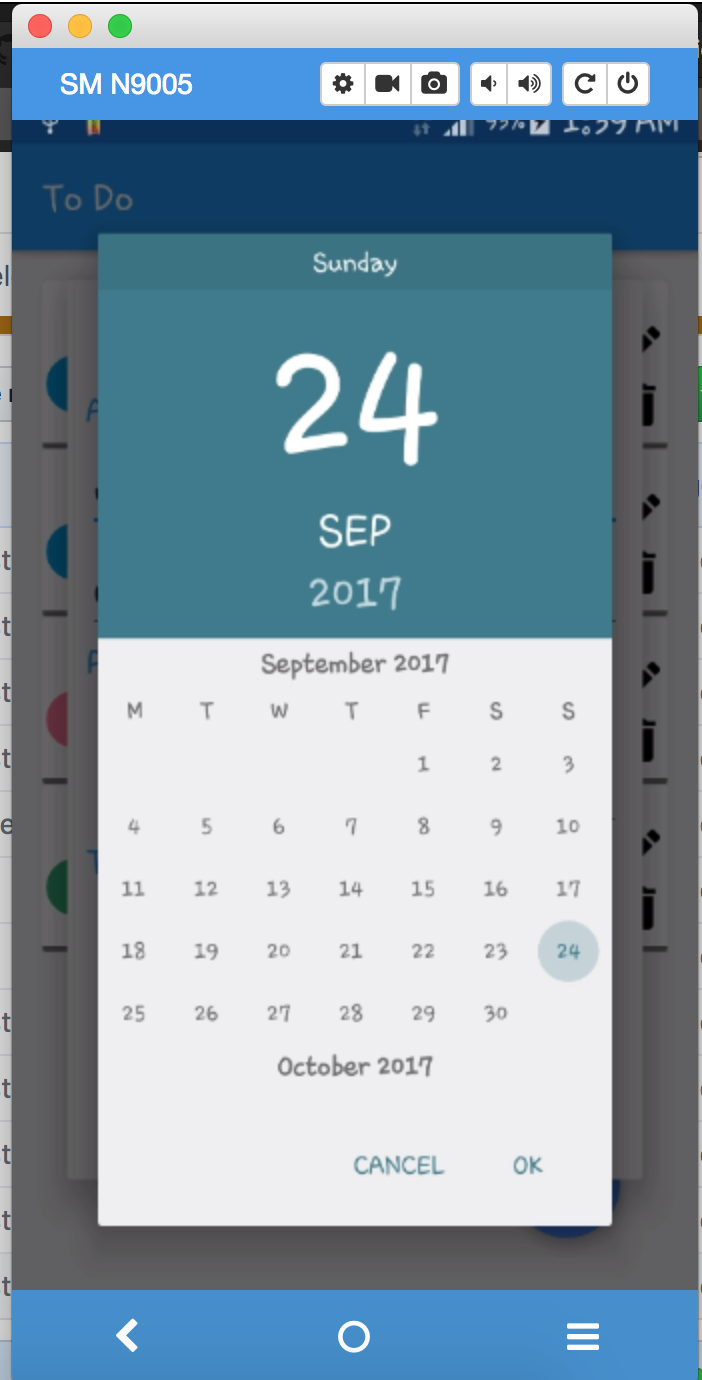 SM N9005
93% 1:39 AM
To Do
Sunday
24
SEP
2017
September 2017
M T W T F S S
1 2 3
4 5 6 7 8 9 10
11 12 13 14 15 16 17
18 19 20 21 22 23 24
25 26 27 28 29 30
October 2017
CANCEL OK